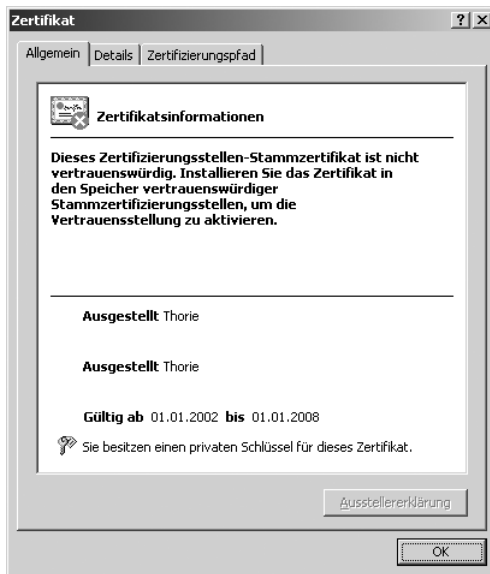 Zertifikat
Allgemein Details Zertifizierungspfad
Zertifikatsinformationen
Dieses Zertifizierungsstellen-Stammzertifikat ist nicht
vertrauenswürdig. Installieren Sie das Zertifikat in
den Speicher vertrauenswürdiger
Stammzertifizierungsstellen, um die
Vertrauensstellung zu aktivieren.
Ausgestellt Thorie
Ausgestellt Thorie
Gültig ab 01.01.2002 bis 01.01.2008
Sie besitzen einen privaten Schlüssel für dieses Zertifikat.
Ausstellererklärung
OK